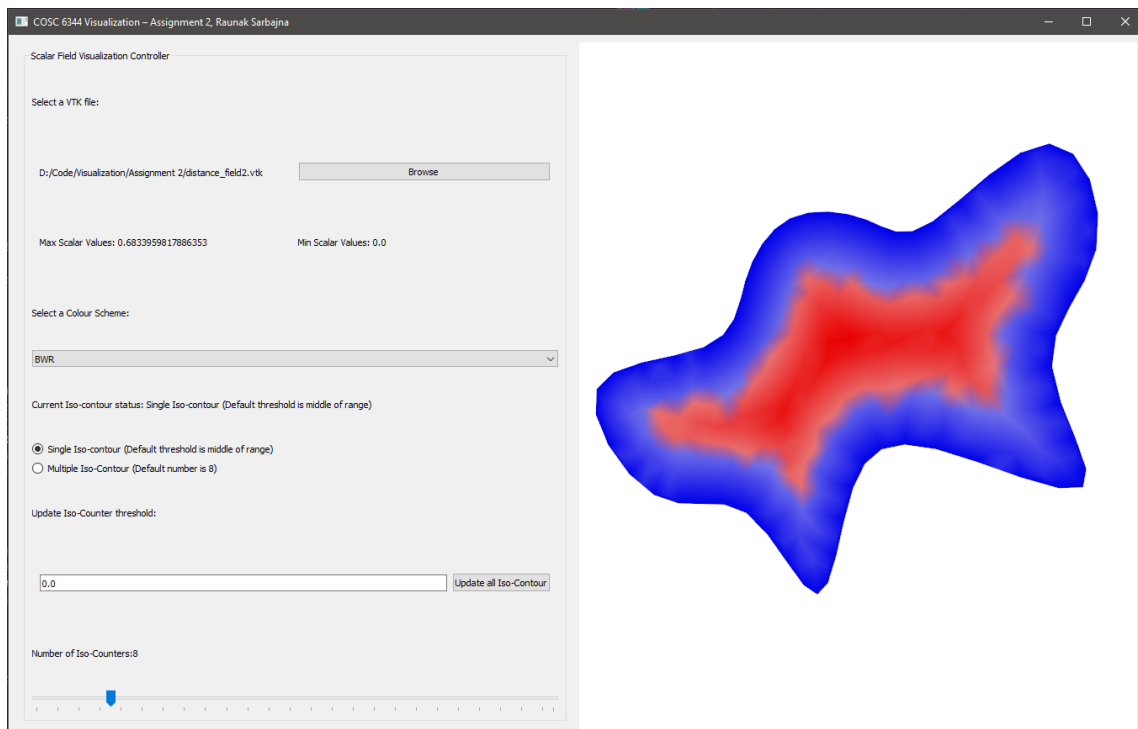 COSC 6344 Visualization – Assignment 2, Raunak Sarbajna
Scalar Field Visualization Controller
Select a VTK file:
D:/Code/Visualization/Assignment 2/distance_field2.vtk
Browse
Max Scalar Values: 0.6833959817886353
Min Scalar Values: 0.0
Select a Colour Scheme:
BWR
Current Iso-contour status: Single Iso-contour (Default threshold is middle of range)
Single Iso-contour (Default threshold is middle of range)
Multiple Iso-Contour (Default number is 8)
Update Iso-Counter threshold:
0.0
Update all Iso-Contour
Number of Iso-Counters:8